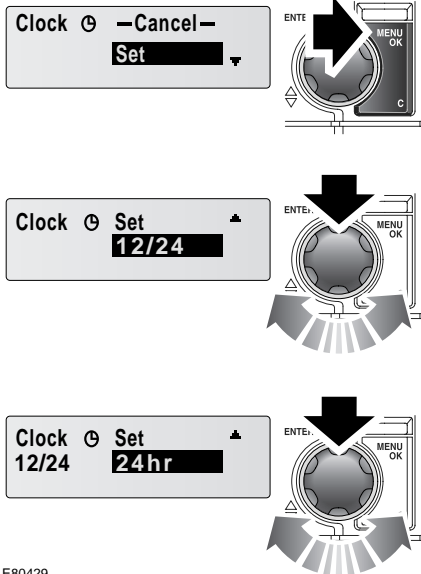 Clock –Cancel–
Set
ENTE
MENU
OK
C
Clock Set
12/24
ENTE
MENU
OK
Clock Set
12/24 24hr
ENTE
MENU
OK
E80429